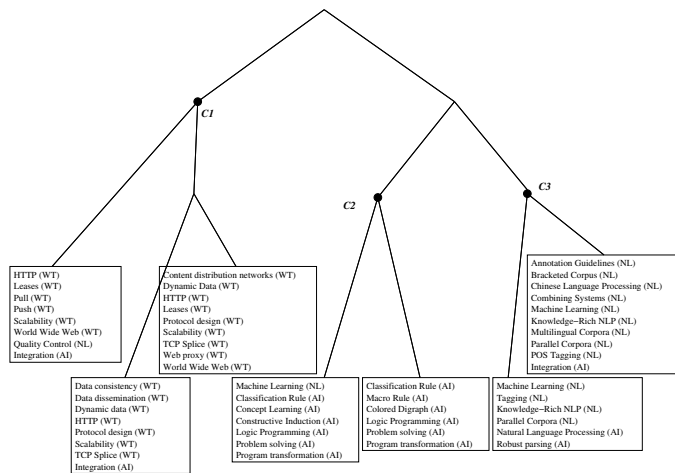 C1
C2
C3
HTTP (WT)
Leases (WT)
Pull (WT)
Push (WT)
Scalability (WT)
World Wide Web (WT)
Quality Control (NL)
Integration (AI)
Content distribution networks (WT)
Dynamic Data (WT)
HTTP (WT)
Leases (WT)
Protocol design (WT)
Scalability (WT)
TCP Splice (WT)
Web proxy (WT)
World Wide Web (WT)
Annotation Guidelines (NL)
Bracketed Corpus (NL)
Chinese Language Processing (NL)
Combining Systems (NL)
Machine Learning (NL)
Knowledge−Rich NLP (NL)
Multilingual Corpora (NL)
Parallel Corpora (NL)
POS Tagging (NL)
Integration (AI)
Data consistency (WT)
Data dissemination (WT)
Dynamic data (WT)
HTTP (WT)
Protocol design (WT)
Scalability (WT)
TCP Splice (WT)
Integration (AI)
Machine Learning (NL)
Classification Rule (AI)
Concept Learning (AI)
Constructive Induction (AI)
Logic Programming (AI)
Problem solving (AI)
Program transformation (AI)
Classification Rule (AI)
Macro Rule (AI)
Colored Digraph (AI)
Logic Programming (AI)
Problem solving (AI)
Program transformation (AI)
Machine Learning (NL)
Tagging (NL)
Knowledge−Rich NLP (NL)
Parallel Corpora (NL)
Natural Language Processing (AI)
Robust parsing (AI)